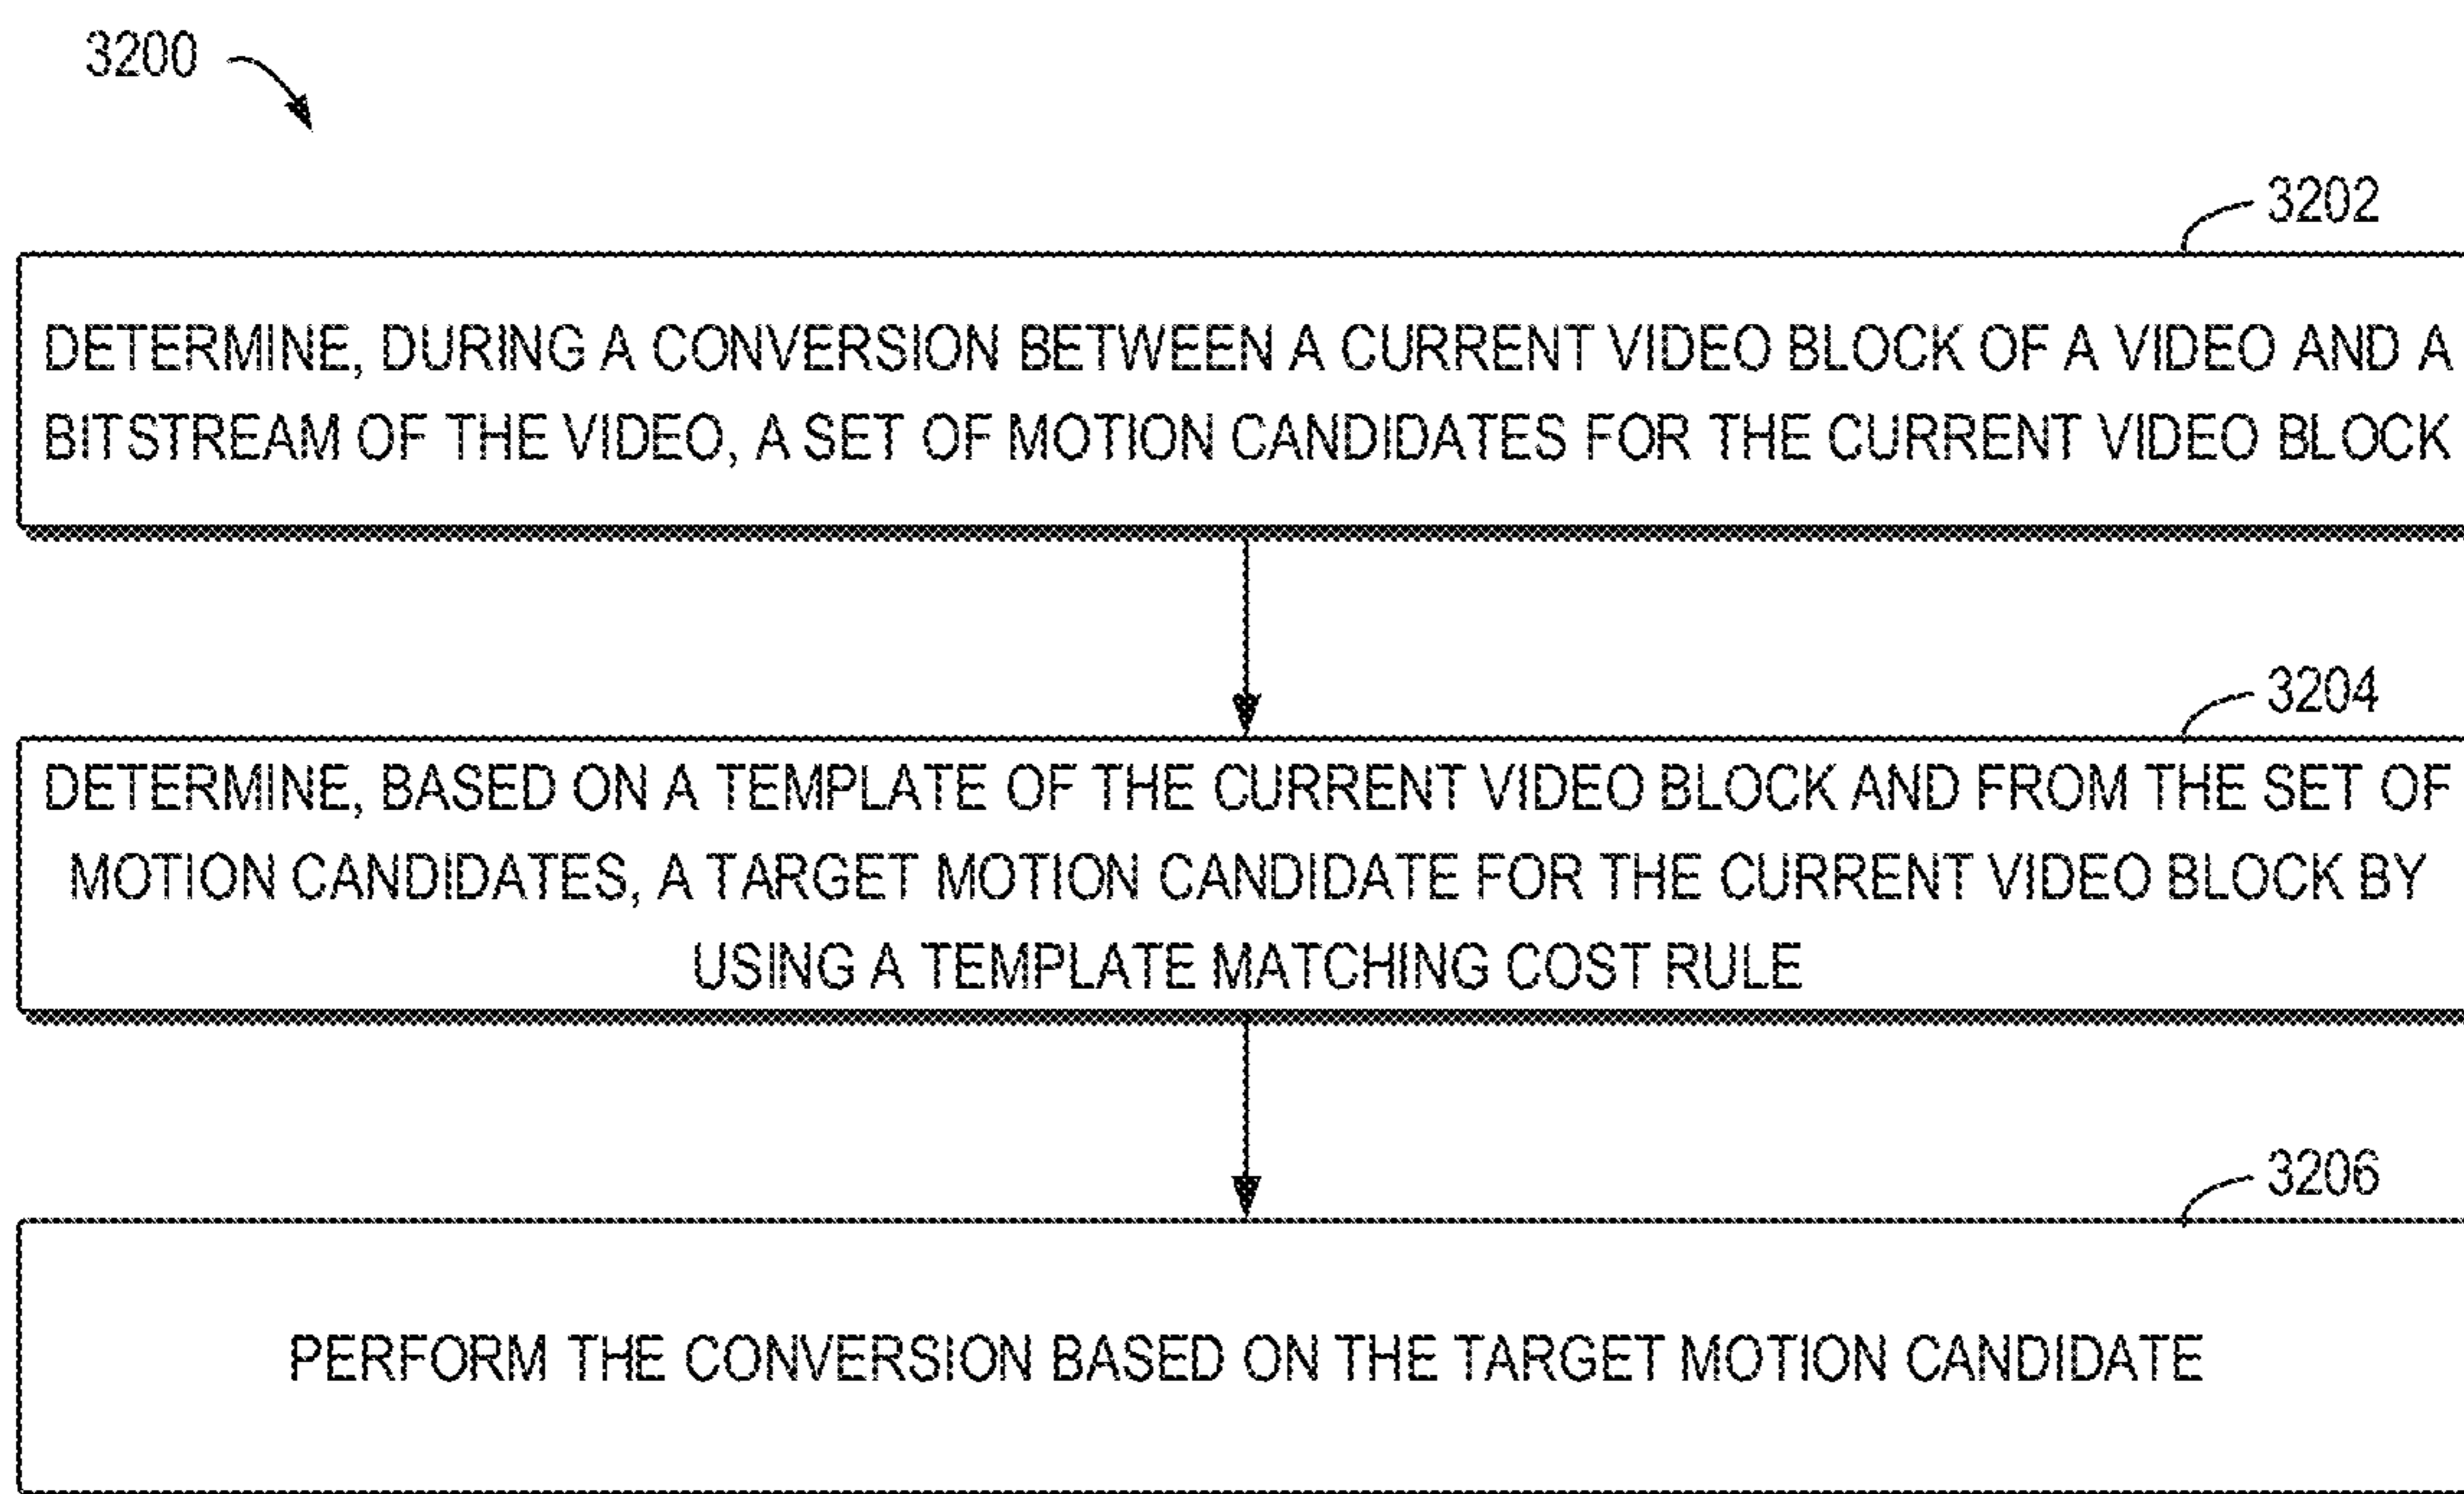 3200
3202
DETERMINE, DURING A CONVERSION BETWEEN A CURRENT VIDEO BLOCK OF A VIDEO AND A
BITSTREAM OF THE VIDEO, A SET OF MOTION CANDIDATES FOR THE CURRENT VIDEO BLOCK
3204
DETERMINE, BASED ON A TEMPLATE OF THE CURRENT VIDEO BLOCK AND FROM THE SET OF
MOTION CANDIDATES, A TARGET MOTION CANDIDATE FOR THE CURRENT VIDEO BLOCK BY
USING A TEMPLATE MATCHING COST RULE
3206
PERFORM THE CONVERSION BASED ON THE TARGET MOTION CANDIDATE